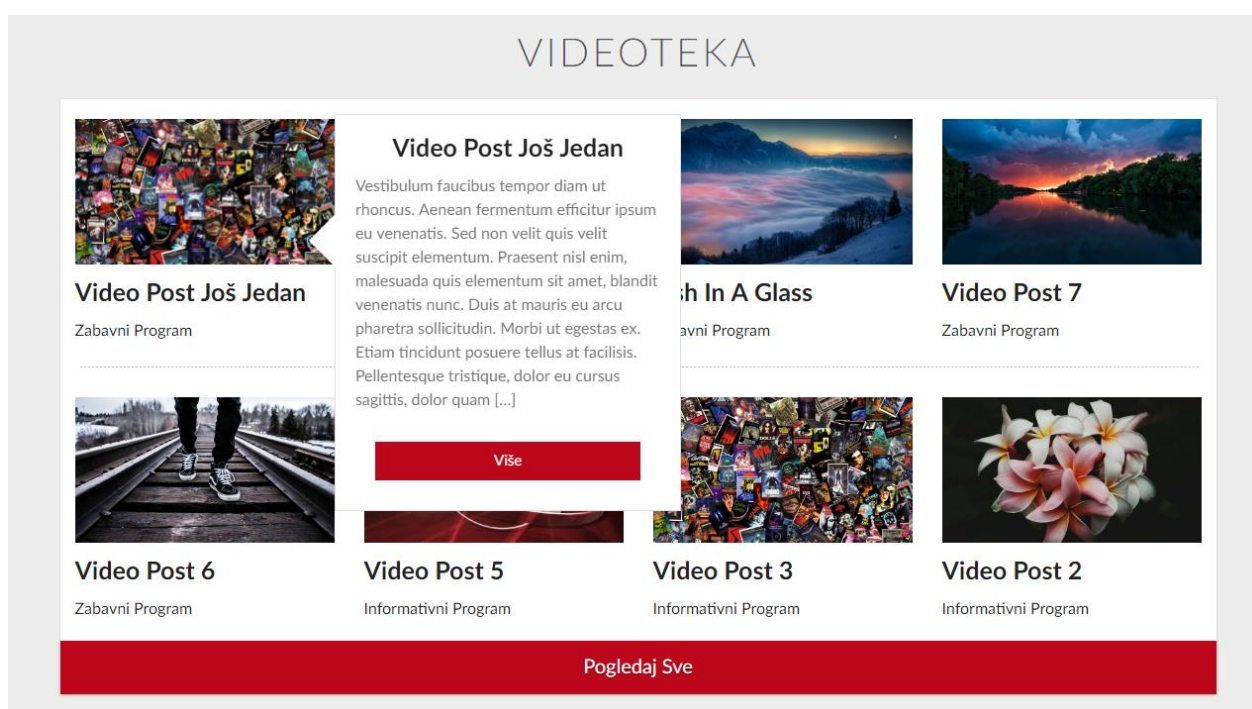 VIDEOTEKA
Video Post Još Jedan
Zabavni Program
Video Post Još Jedan
Vestibulum faucibus tempor diam ut
rhoncus. Aenean fermentum efficitur ipsum
eu venenatis. Sed non velit quis velit
suscipit elementum. Praesent nisl enim,
malesuada quis elementum sit amet, blandit
venenatis nunc. Duis at mauris eu arcu
pharetra sollicitudin. Morbi ut egestas ex.
Etiam tincidunt posuere tellus at facilisis.
Pellentesque tristique, dolor eu cursus
sagittis, dolor quam [...]
Više
In A Glass
Program
Video Post 7
Zabavni Program
Video Post 6
Zabavni Program
Video Post 5
Informativni Program
Video Post 3
Informativni Program
Video Post 2
Informativni Program
Pogledaj Sve